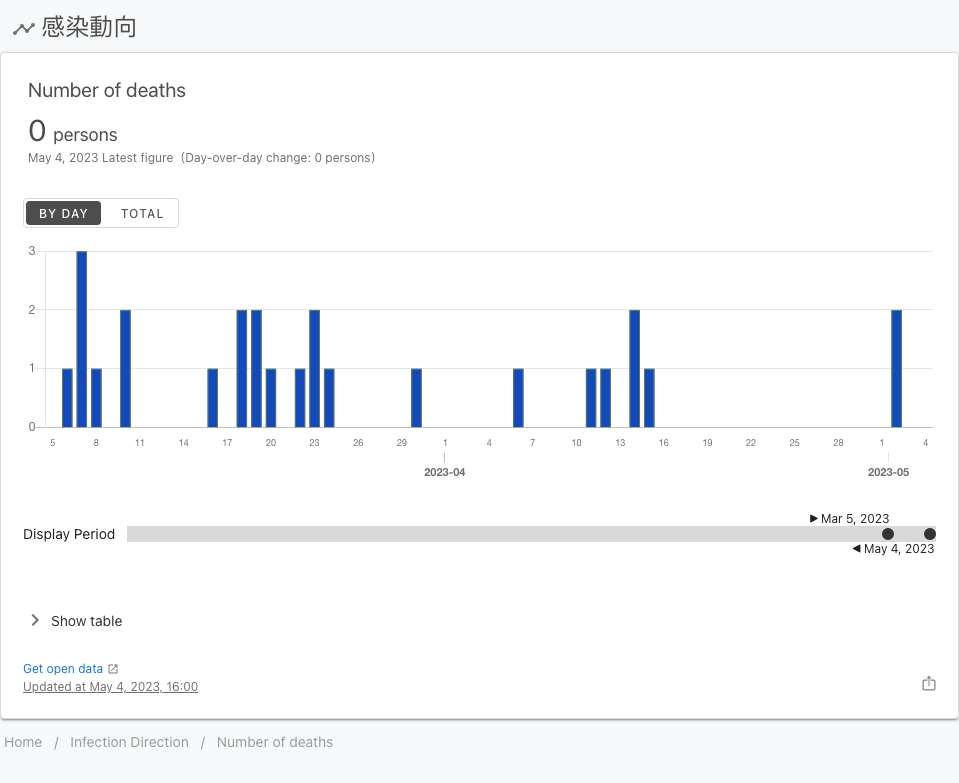 感染動向
Number of deaths
0 persons
May 4, 2023 Latest figure (Day-over-day change: 0 persons)
BY DAY TOTAL
3
2
1
0
5 8 11 14 17 20 23 26 29 1 4 7 10 13 16 19 22 25 28 1 4
2023-04 2023-05
Mar 5, 2023
Display Period
May 4, 2023
Show table
Get open data
Updated at May 4, 2023, 16:00
Home / Infection Direction / Number of deaths